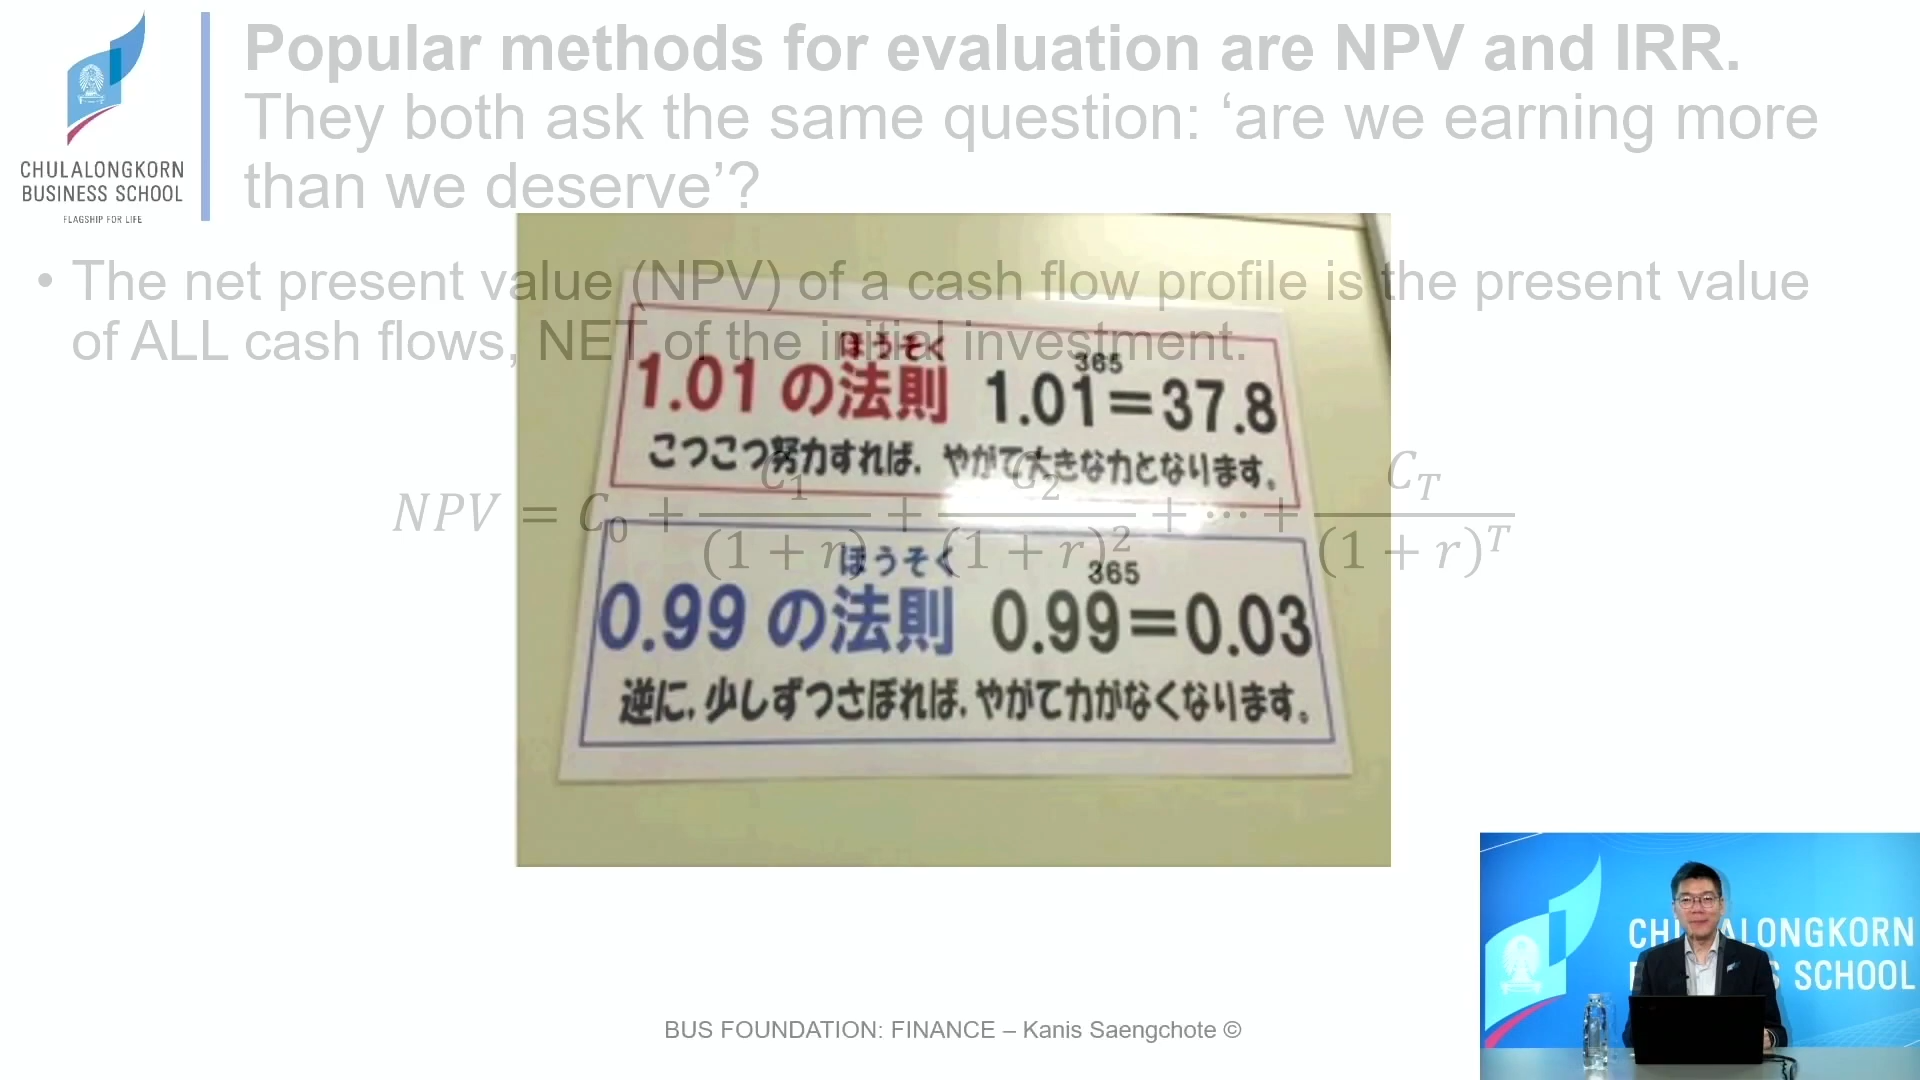 CHULALONGKORN
BUSINESS SCHOOL
FLAGSHIP FOR LIFE
Popular methods for evaluation are NPV and IRR.
They both ask the same question: ‘are we earning more
than we deserve’?
• The net present value (NPV) of a cash flow profile is the present value
of ALL cash flows, NET of the initial investment.
NPV = C₀ + C₁/(1 + r) + C₂/(1 + r)² + ⋯ + C_T/(1 + r)^T
ほうそく
1.01 の法則 1.01³⁶⁵=37.8
こつこつ努力すれば、やがて大きな力となります。
ほうそく
0.99 の法則 0.99³⁶⁵=0.03
逆に、少しずつさぼれば、やがて力がなくなります。
CHULALONGKORN
SCHOOL
BUS FOUNDATION: FINANCE – Kanis Saengchote ©